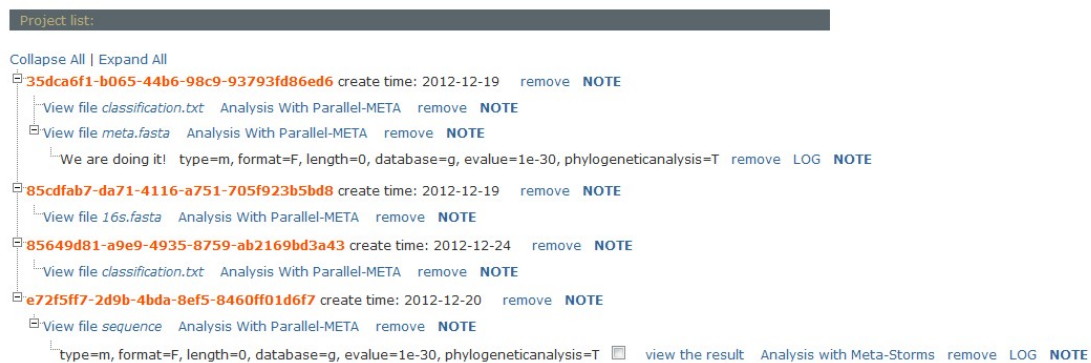 Project list:
Collapse All | Expand All
35dca6f1-b065-44b6-98c9-93793fd86ed6 create time: 2012-12-19 remove NOTE
View file classification.txt Analysis With Parallel-META remove NOTE
View file meta.fasta Analysis With Parallel-META remove NOTE
We are doing it! type=m, format=F, length=0, database=g, evalue=1e-30, phylogeneticanalysis=T remove LOG NOTE
85cdfab7-da71-4116-a751-705f923b5bd8 create time: 2012-12-19 remove NOTE
View file 16s.fasta Analysis With Parallel-META remove NOTE
85649d81-a9e9-4935-8759-ab2169bd3a43 create time: 2012-12-24 remove NOTE
View file classification.txt Analysis With Parallel-META remove NOTE
e72f5ff7-2d9b-4bda-8ef5-8460ff01d6f7 create time: 2012-12-20 remove NOTE
View file sequence Analysis With Parallel-META remove NOTE
type=m, format=F, length=0, database=g, evalue=1e-30, phylogeneticanalysis=T view the result Analysis with Meta-Storms remove LOG NOTE